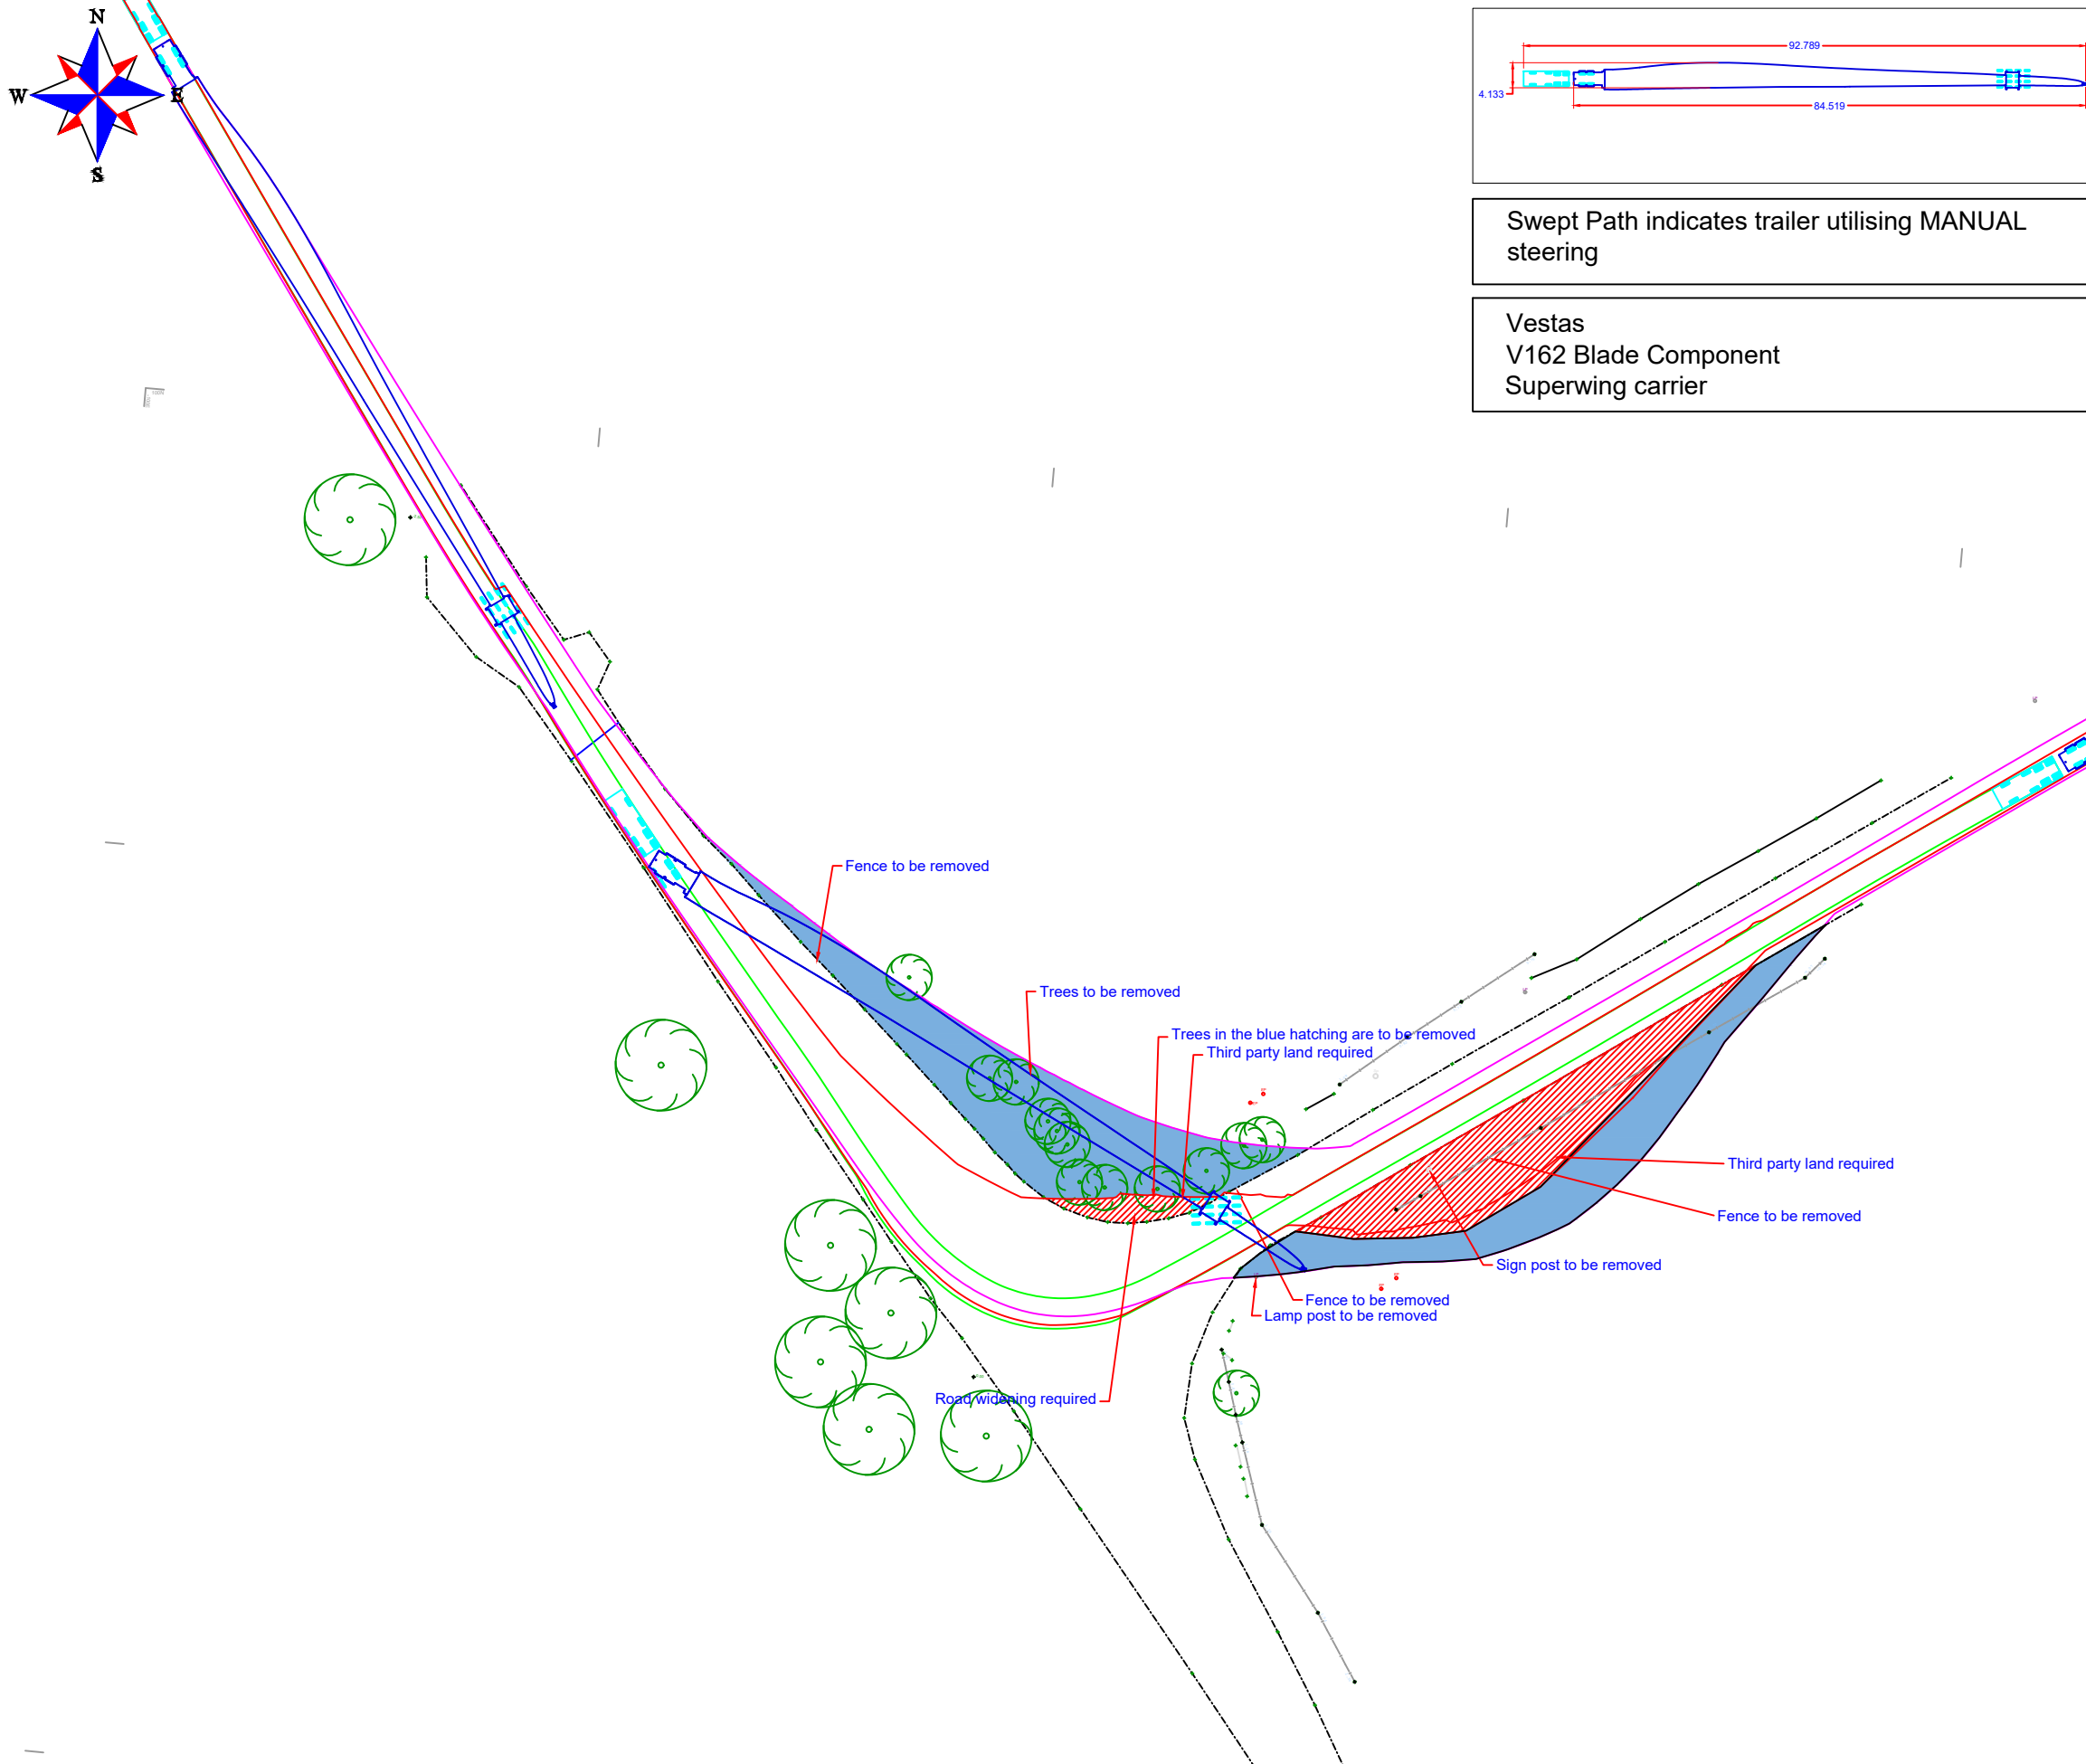 N
W
E
S
92.789
4.133
84.519
Swept Path indicates trailer utilising MANUAL
steering
Vestas
V162 Blade Component
Superwing carrier
Fence to be removed
Trees to be removed
Trees in the blue hatching are to be removed
Third party land required
Third party land required
Fence to be removed
Sign post to be removed
Fence to be removed
Lamp post to be removed
Road widening required